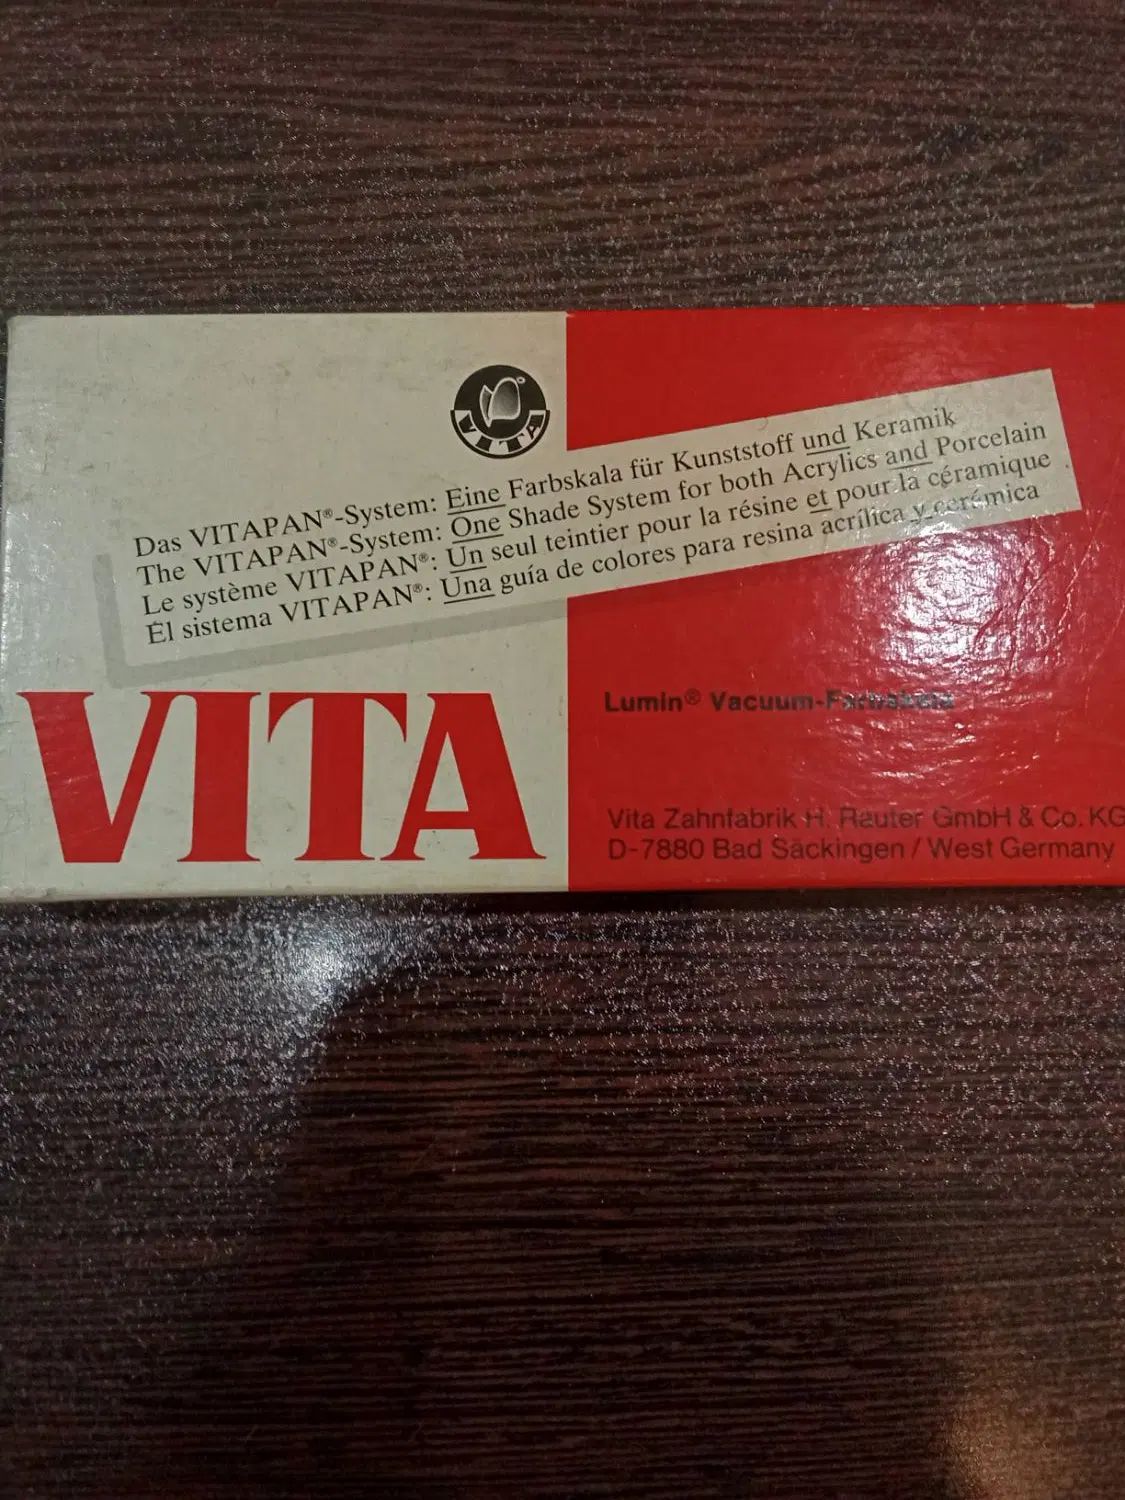 VITA
Das VITAPAN®-System: Eine Farbskala für Kunststoff und Keramik
The VITAPAN®-System: One Shade System for both Acrylics and Porcelain
Le système VITAPAN®: Un seul teintier pour la résine et pour la céramique
El sistema VITAPAN®: Una guía de colores para resina acrílica y cerámica
VITA
Lumin® Vacuum-Farbskala
Vita Zahnfabrik H. Rauter GmbH & Co. KG
D-7880 Bad Säckingen / West Germany